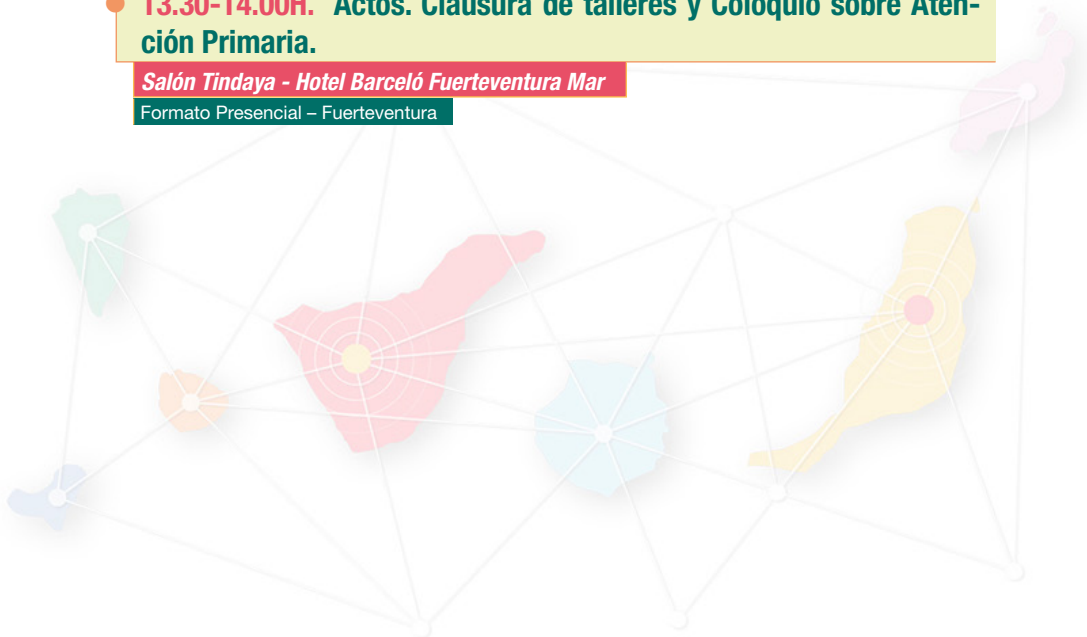 13.30-14.00H. Actos. Clausura de talleres y Coloquio sobre Aten-
ción Primaria.
Salón Tindaya - Hotel Barceló Fuerteventura Mar
Formato Presencial – Fuerteventura